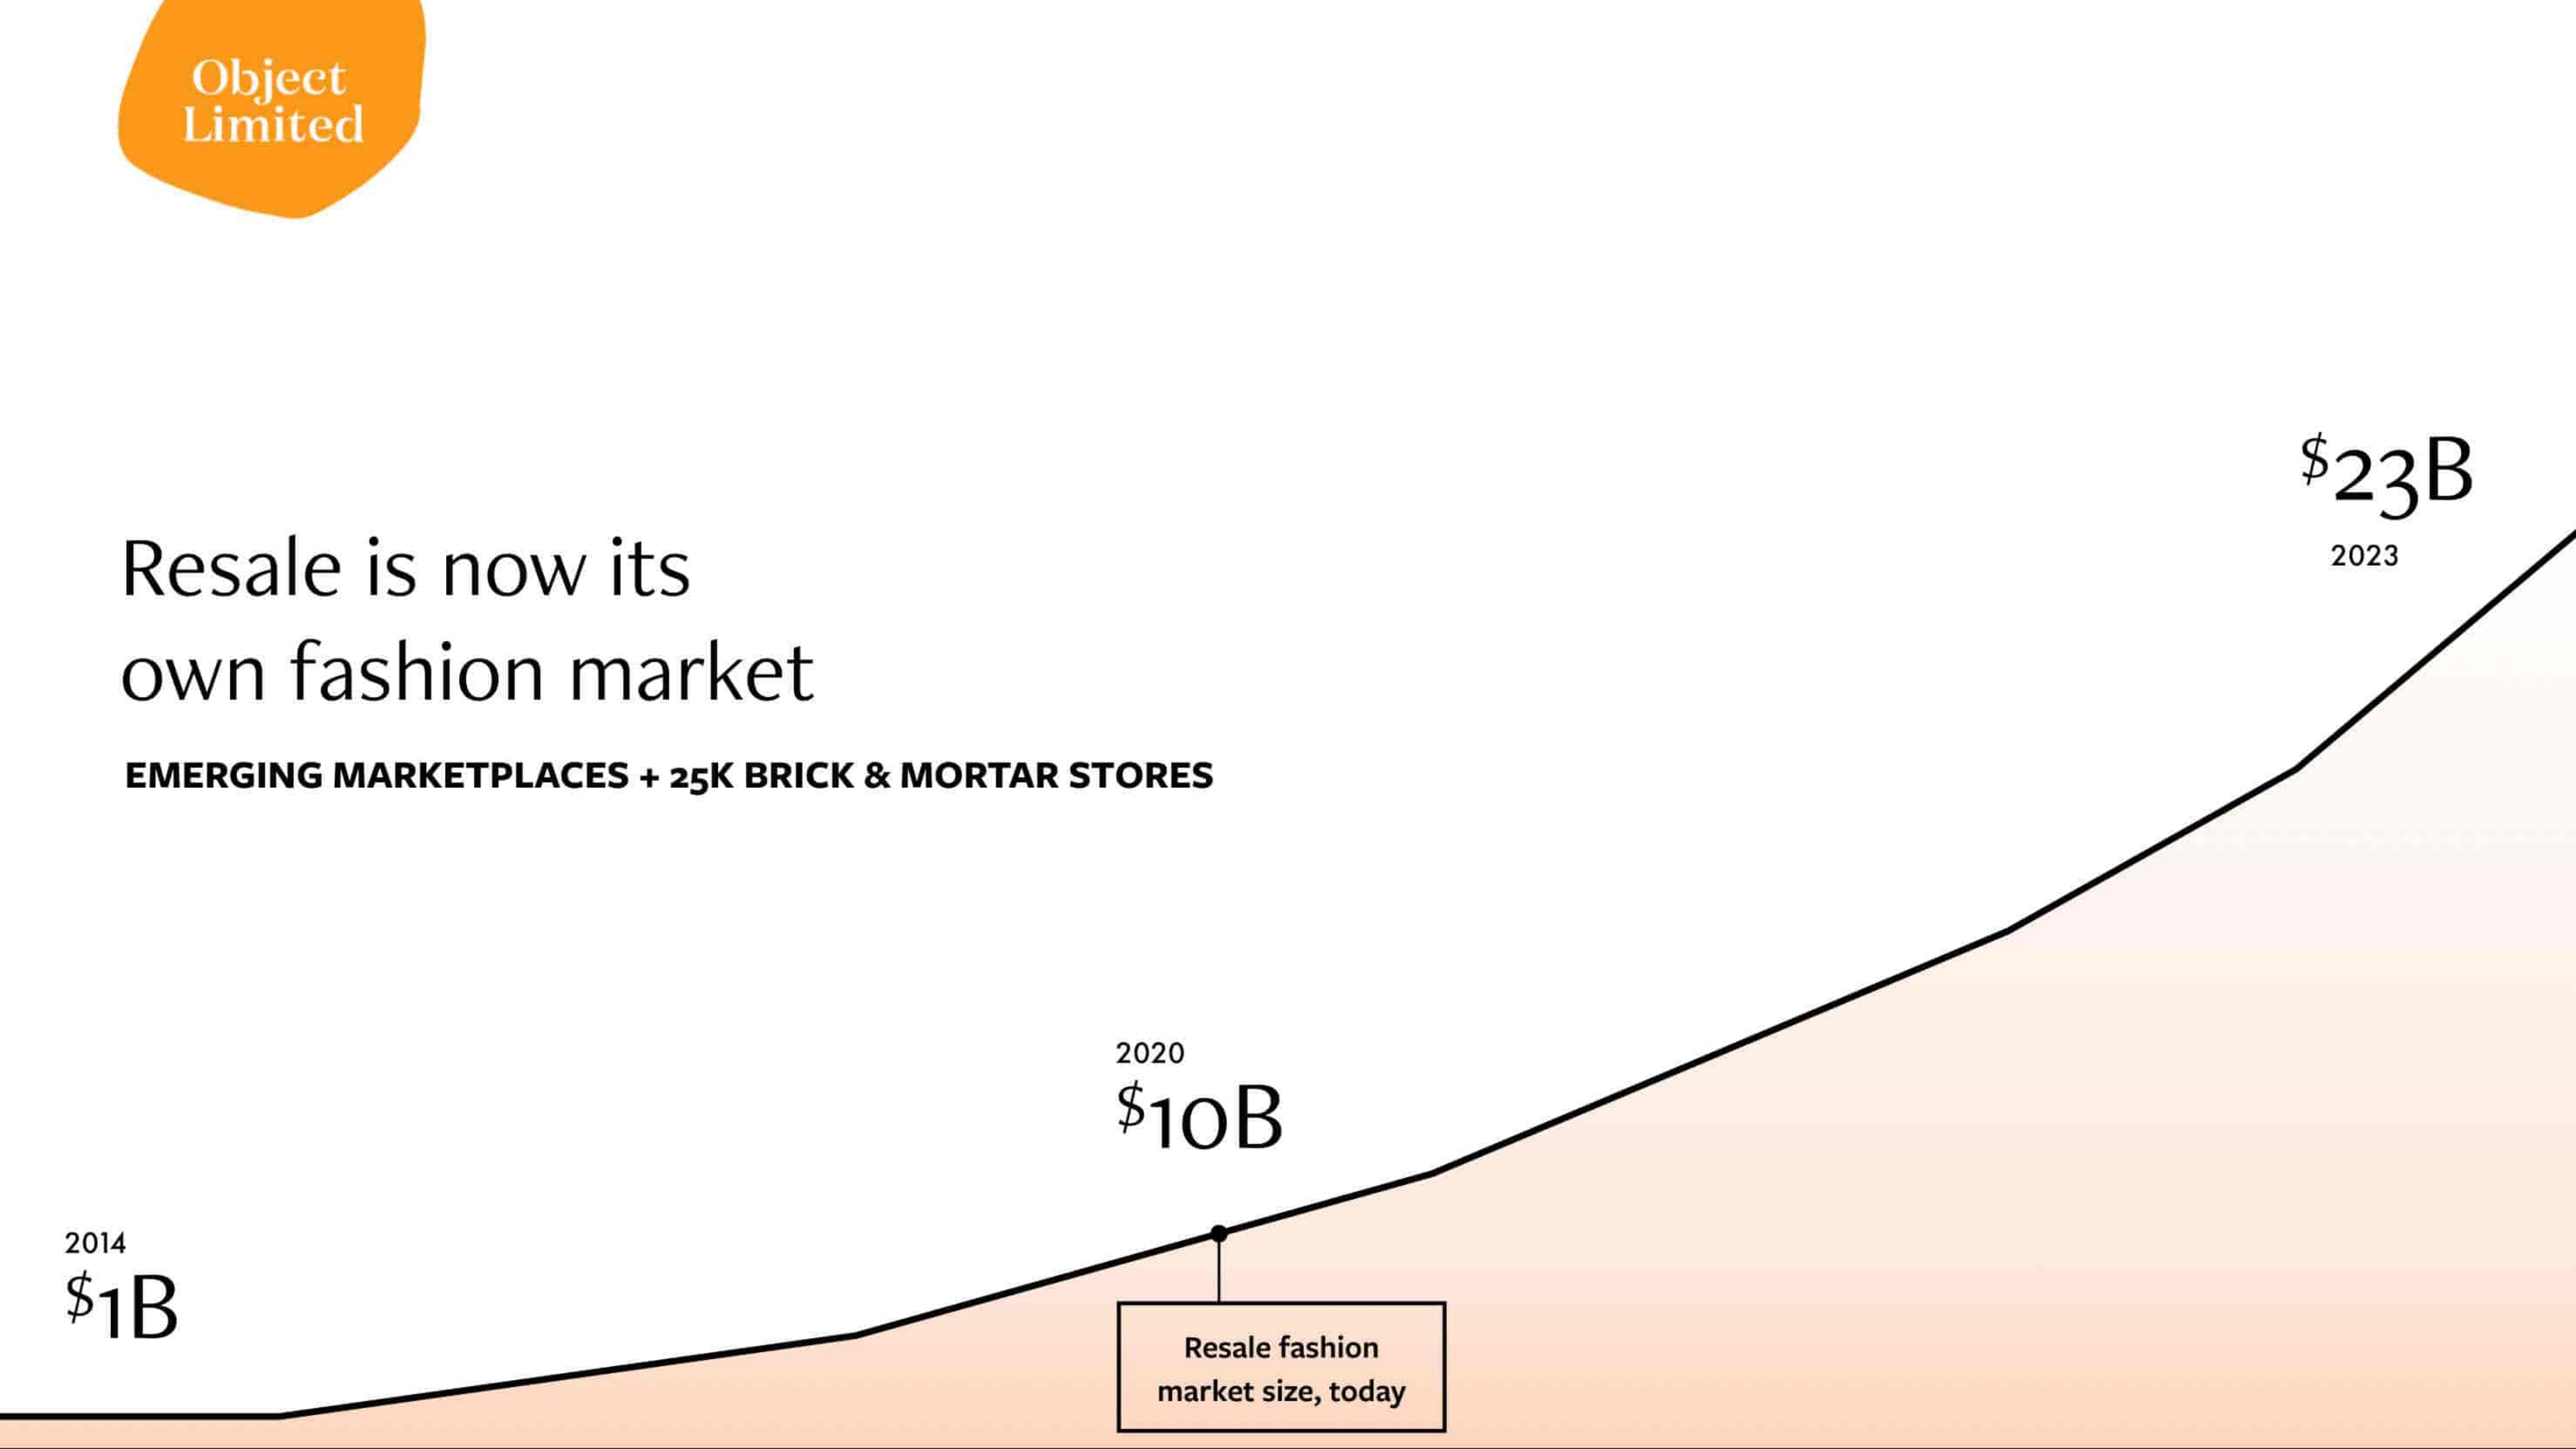 Object
Limited
Resale is now its
own fashion market
EMERGING MARKETPLACES + 25K BRICK & MORTAR STORES
2014
$1B
2020
$10B
Resale fashion
market size, today
$23B
2023